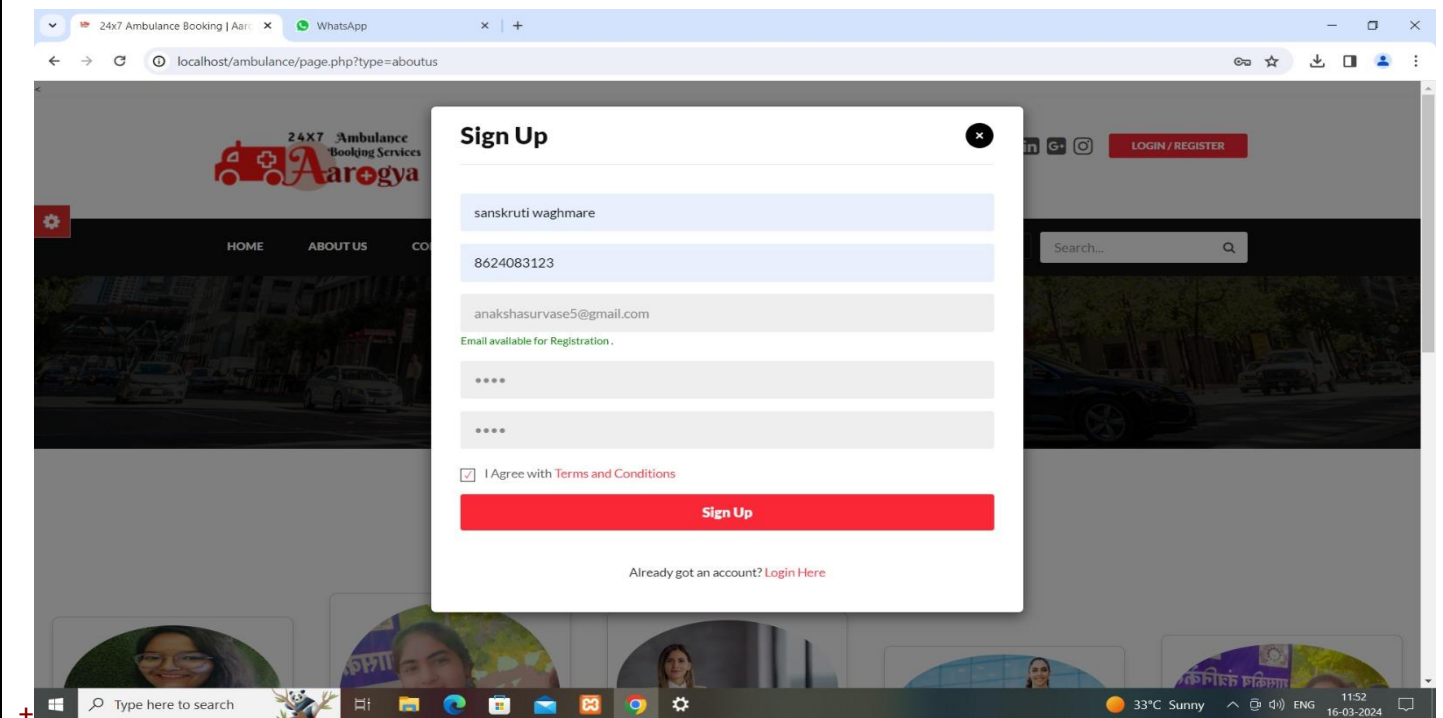 24x7 Ambulance Booking | Aaro
WhatsApp
localhost/ambulance/page.php?type=aboutus
<
24X7 Ambulance
Booking Services
Aarogya
Sign Up
in G+
LOGIN / REGISTER
sanskruti waghmare
HOME ABOUT US CO
Search...
8624083123
anakshasurvase5@gmail.com
Email available for Registration .
••••
••••
I Agree with Terms and Conditions
Sign Up
Already got an account? Login Here
Type here to search
33°C Sunny
ENG
11:52
16-03-2024